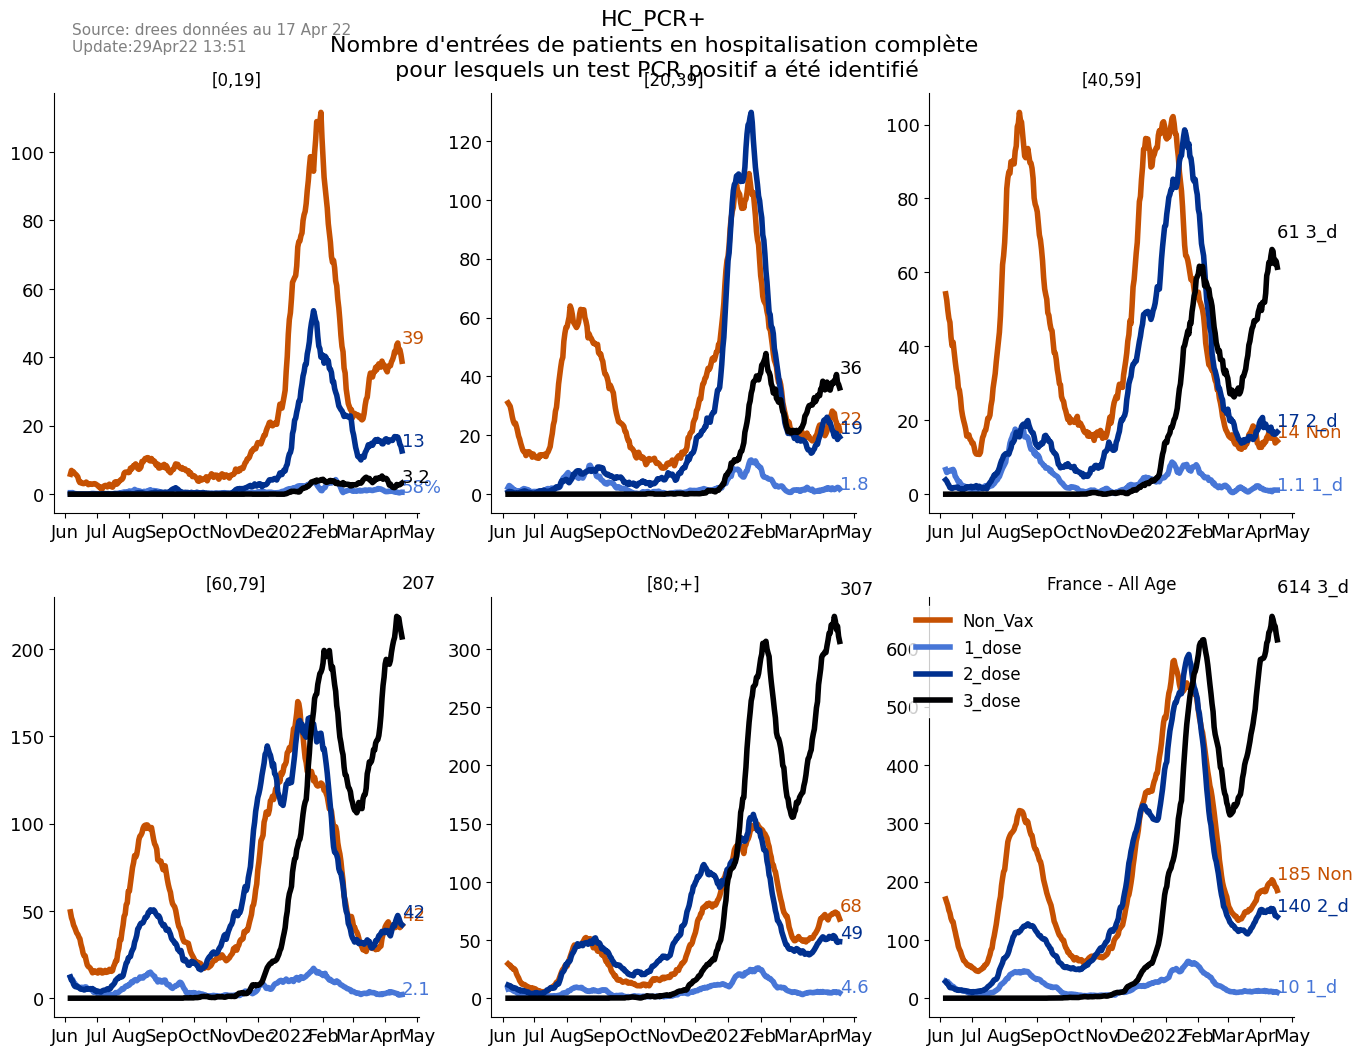 HC_PCR+
Source: drees données au 17 Apr 22
Update:29Apr22 13:51
Nombre d'entrées de patients en hospitalisation complète
pour lesquels un test PCR positif a été identifié
[0,19]
[20,39]
[40,59]
100
80
60
40
20
0
39
13
3.2
58%
Jun Jul Aug Sep Oct Nov Dec 2022 Feb Mar Apr May
120
100
80
60
40
20
0
36
22
19
1.8
Jun Jul Aug Sep Oct Nov Dec 2022 Feb Mar Apr May
100
80
60
40
20
0
61 3_d
17 2_d
14 Non
1.1 1_d
Jun Jul Aug Sep Oct Nov Dec 2022 Feb Mar Apr May
[60,79]
[80;+]
France - All Age
200
150
100
50
0
207
42
42
2.1
Jun Jul Aug Sep Oct Nov Dec 2022 Feb Mar Apr May
300
250
200
150
100
50
0
307
68
49
4.6
Jun Jul Aug Sep Oct Nov Dec 2022 Feb Mar Apr May
600
500
400
300
200
100
0
Non_Vax
1_dose
2_dose
3_dose
614 3_d
185 Non
140 2_d
10 1_d
Jun Jul Aug Sep Oct Nov Dec 2022 Feb Mar Apr May